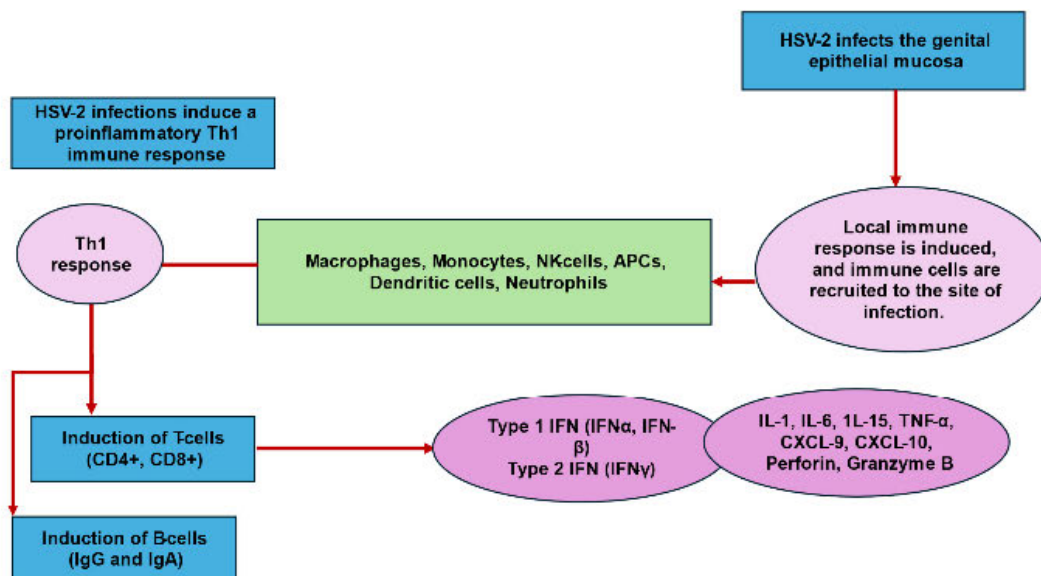 HSV-2 infects the genital
epithelial mucosa
HSV-2 infections induce a
proinflammatory Th1
immune response
Th1
response
Macrophages, Monocytes, NKcells, APCs,
Dendritic cells, Neutrophils
Local immune
response is induced,
and immune cells are
recruited to the site of
infection.
Induction of T-cells
(CD4+, CD8+)
Type 1 IFN (IFNα, IFN-
β)
Type 2 IFN (IFNγ)
IL-1, IL-6, 1L-15, TNF-α,
CXCL-9, CXCL-10,
Perforin, Granzyme B
Induction of B-cells
(IgG and IgA)